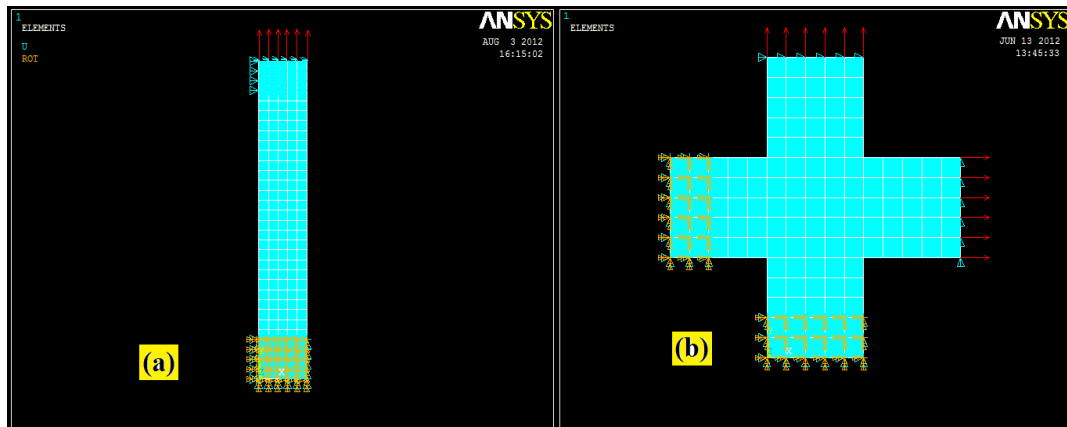 1
ELEMENTS
U
ROT
ANSYS
AUG 3 2012
16:15:02
X
(a)
1
ELEMENTS
ANSYS
JUN 13 2012
13:45:33
X
(b)